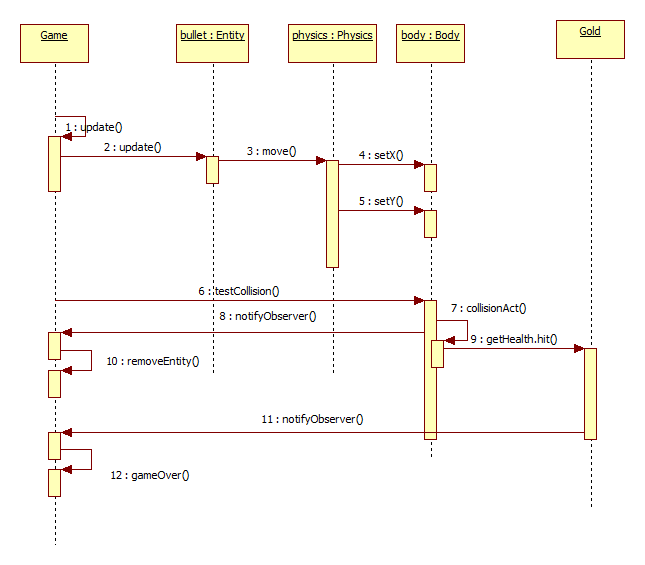 Game
bullet : Entity
physics : Physics
body : Body
Gold
1 : update()
2 : update()
3 : move()
4 : setX()
5 : setY()
6 : testCollision()
7 : collisionAct()
8 : notifyObserver()
9 : getHealth.hit()
10 : removeEntity()
11 : notifyObserver()
12 : gameOver()